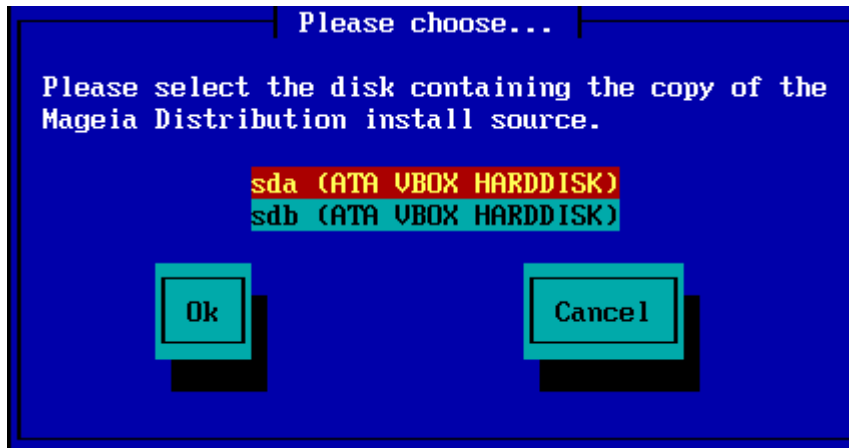 Please choose...
Please select the disk containing the copy of the
Mageia Distribution install source.
sda (ATA VBOX HARDDISK)
sdb (ATA VBOX HARDDISK)
Ok Cancel